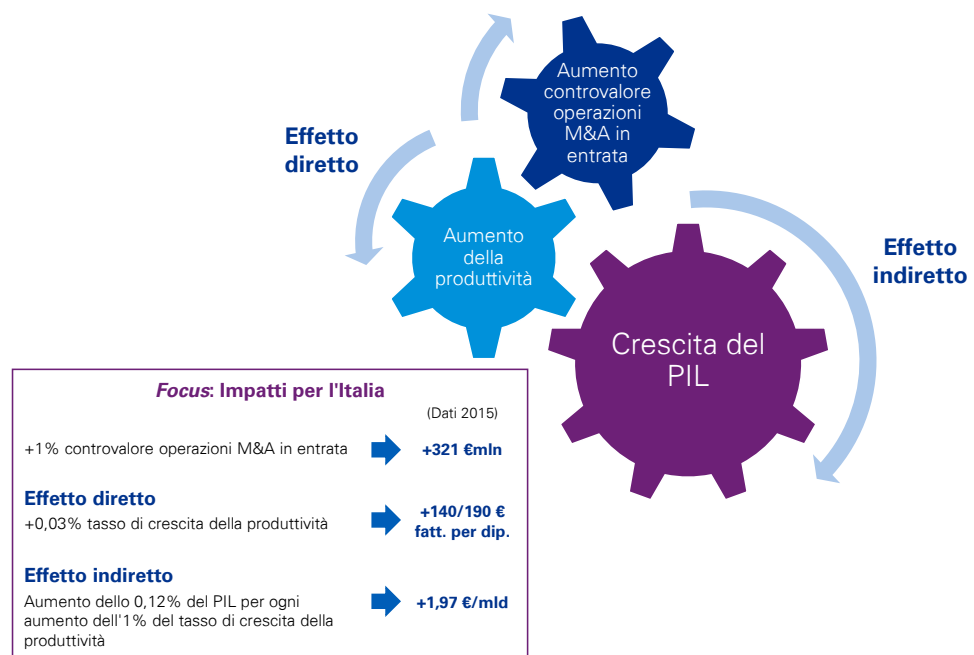 Aumento
controvalore
operazioni
M&A in
entrata
Effetto
diretto
Aumento
della
produttività
Effetto
indiretto
Crescita del
PIL
Focus: Impatti per l'Italia
(Dati 2015)
+1% controvalore operazioni M&A in entrata
+321 €mln
Effetto diretto
+0,03% tasso di crescita della produttività
+140/190 €
fatt. per dip.
Effetto indiretto
Aumento dello 0,12% del PIL per ogni
aumento dell'1% del tasso di crescita della
produttività
+1,97 €/mld